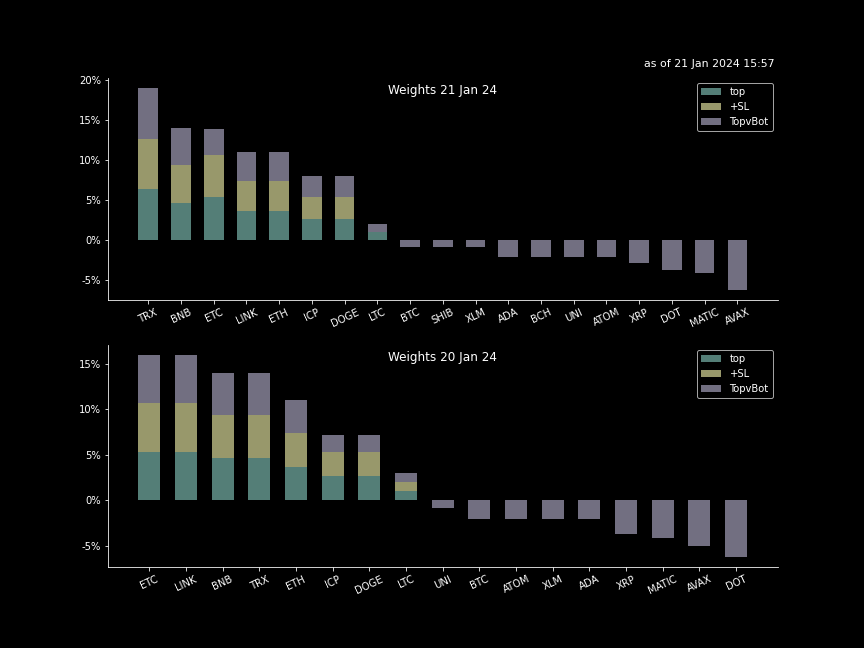 as of 21 Jan 2024 15:57
Weights 21 Jan 24
20%
15%
10%
5%
0%
-5%
top
+SL
TopvBot
TRX BNB ETC LINK ETH ICP DOGE LTC BTC SHIB XLM ADA BCH UNI ATOM XRP DOT MATIC AVAX
Weights 20 Jan 24
15%
10%
5%
0%
-5%
top
+SL
TopvBot
ETC LINK BNB TRX ETH ICP DOGE LTC UNI BTC ATOM XLM ADA XRP MATIC AVAX DOT